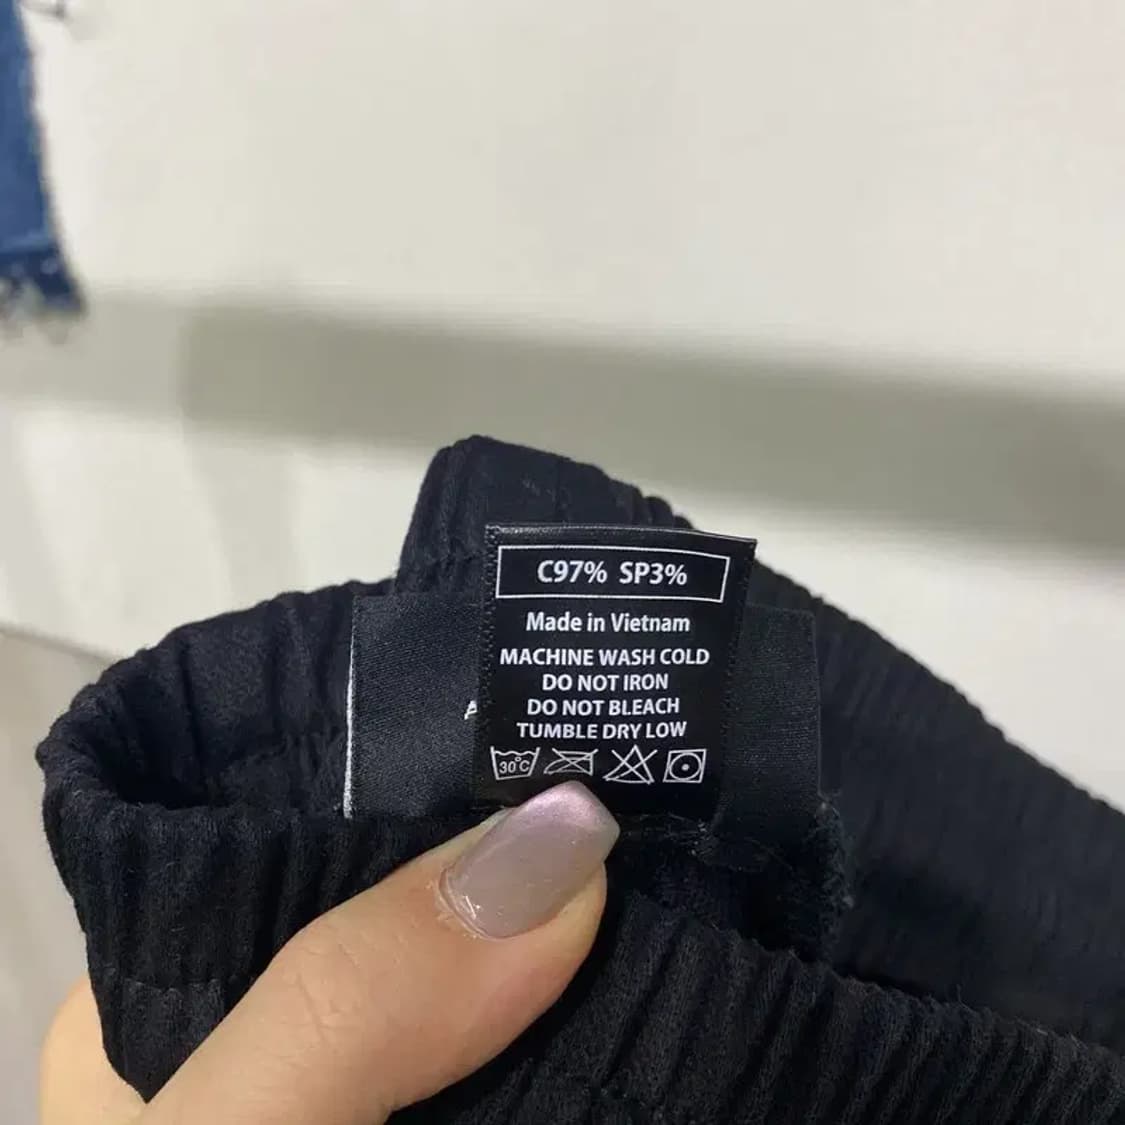 C97% SP3%
Made in Vietnam
MACHINE WASH COLD
DO NOT IRON
DO NOT BLEACH
TUMBLE DRY LOW
30°C